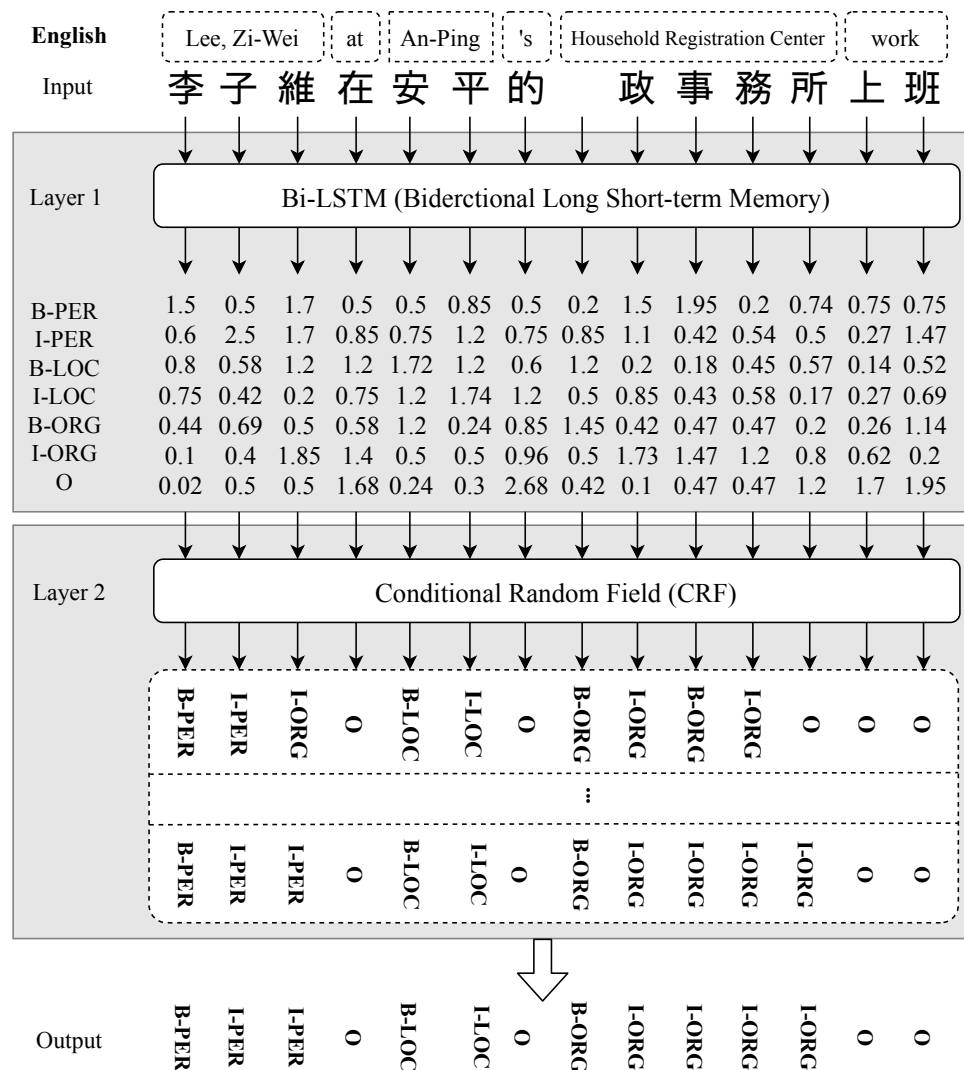 English Lee, Zi-Wei at An-Ping 's Household Registration Center work
Input 李子維在安平的 政事務所上班
Layer 1 Bi-LSTM (Biderctional Long Short-term Memory)
B-PER 1.5 0.5 1.7 0.5 0.5 0.85 0.5 0.2 1.5 1.95 0.2 0.74 0.75 0.75
I-PER 0.6 2.5 1.7 0.85 0.75 1.2 0.75 0.85 1.1 0.42 0.54 0.5 0.27 1.47
B-LOC 0.8 0.58 1.2 1.2 1.72 1.2 0.6 1.2 0.2 0.18 0.45 0.57 0.14 0.52
I-LOC 0.75 0.42 0.2 0.75 1.2 1.74 1.2 0.5 0.85 0.43 0.58 0.17 0.27 0.69
B-ORG 0.44 0.69 0.5 0.58 1.2 0.24 0.85 1.45 0.42 0.47 0.47 0.2 0.26 1.14
I-ORG 0.1 0.4 1.85 1.4 0.5 0.5 0.96 0.5 1.73 1.47 1.2 0.8 0.62 0.2
O 0.02 0.5 0.5 1.68 0.24 0.3 2.68 0.42 0.1 0.47 0.47 1.2 1.7 1.95
Layer 2 Conditional Random Field (CRF)
B-PER I-PER I-ORG O B-LOC I-LOC O B-ORG I-ORG B-ORG I-ORG O O O
...
B-PER I-PER I-PER O B-LOC I-LOC O B-ORG I-ORG I-ORG I-ORG I-ORG O O
Output B-PER I-PER I-PER O B-LOC I-LOC O B-ORG I-ORG I-ORG I-ORG I-ORG O O